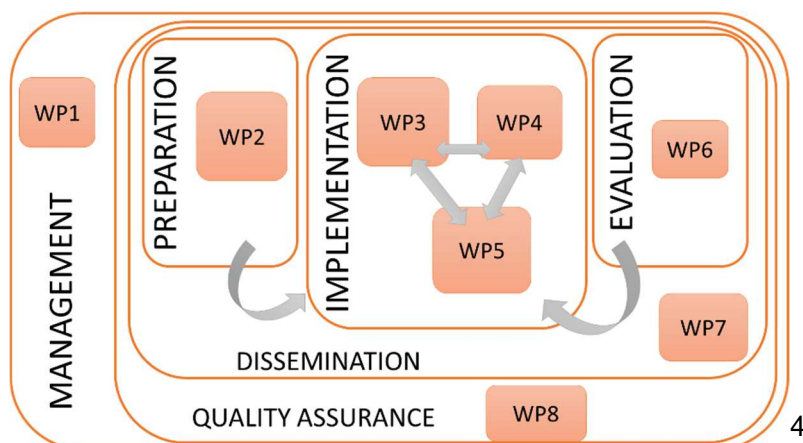 WP1
MANAGEMENT
PREPARATION
WP2
IMPLEMENTATION
WP3
WP4
WP5
EVALUATION
WP6
WP7
DISSEMINATION
QUALITY ASSURANCE
WP8
4